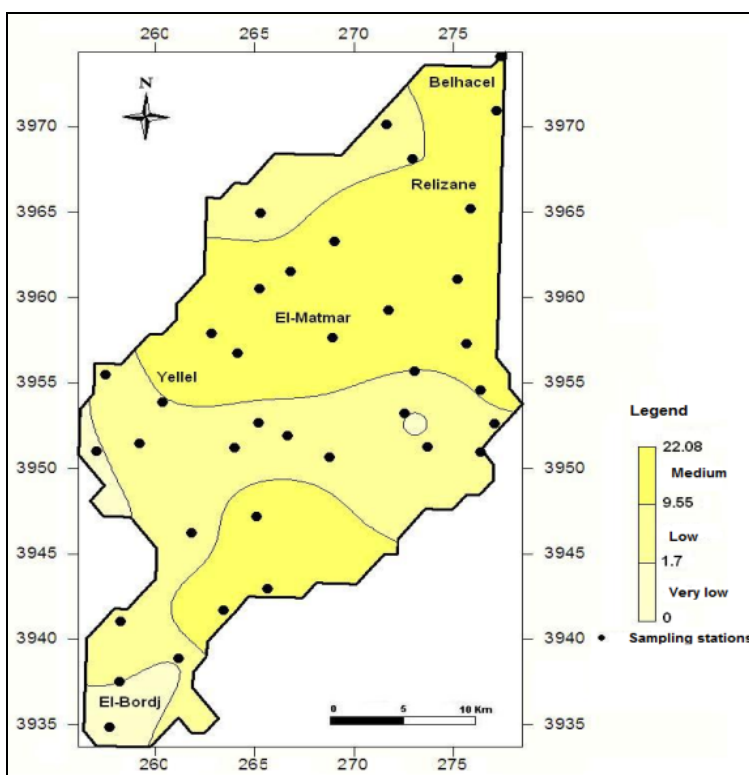 260 265 270 275
N
Belhacel
3970 3970
Relizane
3965 3965
3960 3960
El-Matmar
3955 3955
Yellel
Legend
22.08
Medium
9.55
3950 3950
Low
1.7
3945 3945
Very low
0
3940 3940
Sampling stations
El-Bordj
0 5 10 Km
3935 3935
260 265 270 275